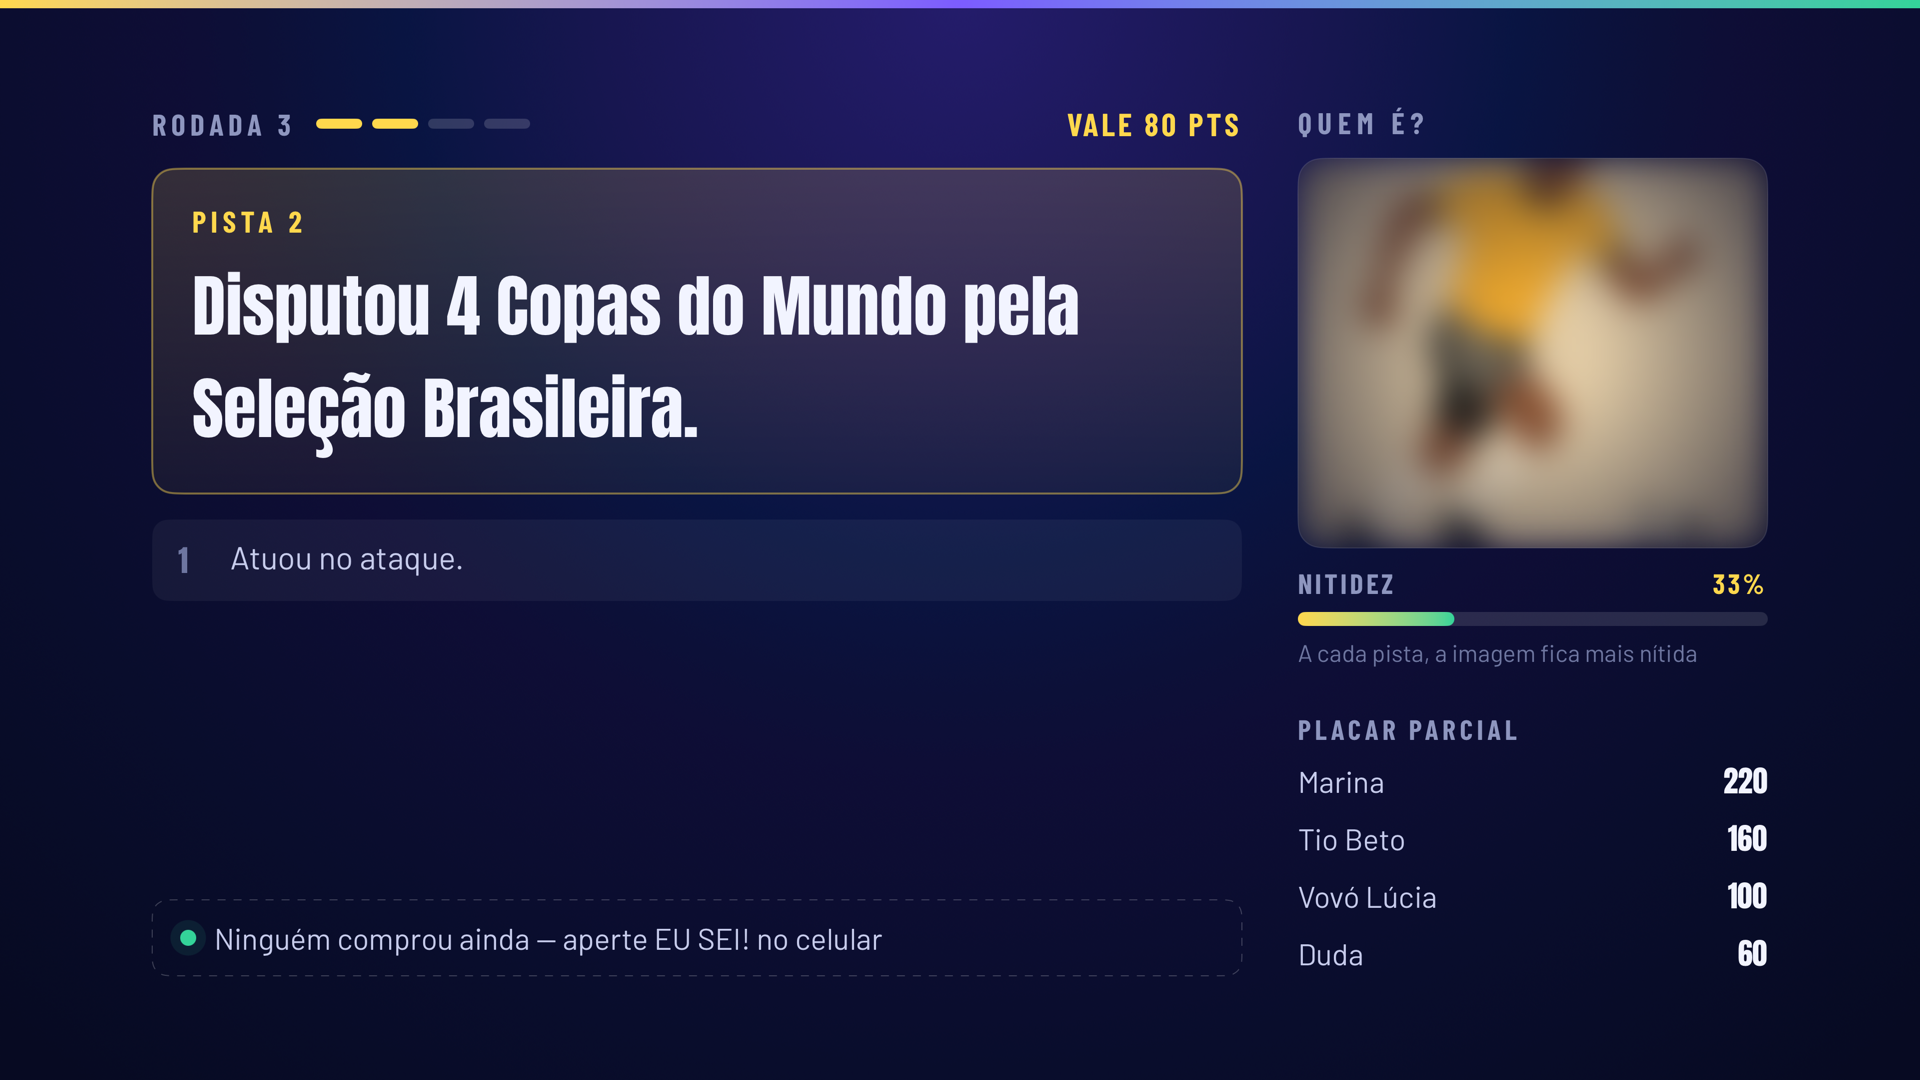 RODADA 3
VALE 80 PTS
PISTA 2
Disputou 4 Copas do Mundo pela
Seleção Brasileira.
1 Atuou no ataque.
Ninguém comprou ainda — aperte EU SEI! no celular
QUEM É?
NITIDEZ 33%
A cada pista, a imagem fica mais nítida
PLACAR PARCIAL
Marina 220
Tio Beto 160
Vovó Lúcia 100
Duda 60